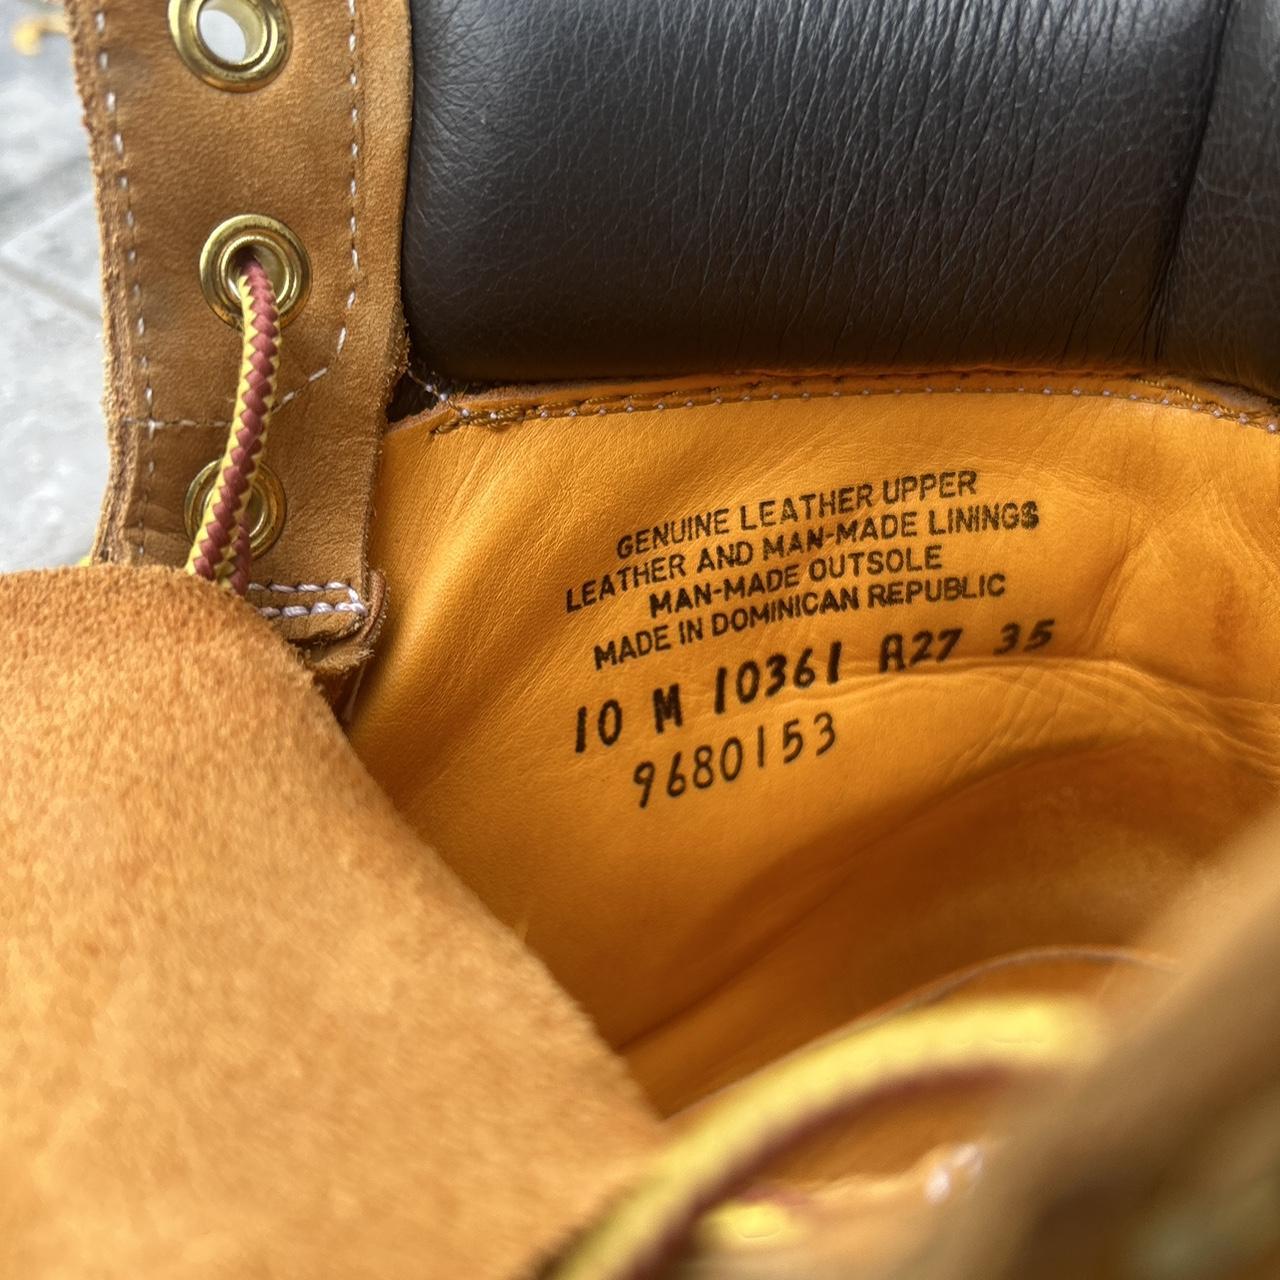 GENUINE LEATHER UPPER
LEATHER AND MAN-MADE LININGS
MAN-MADE OUTSOLE
MADE IN DOMINICAN REPUBLIC
10 M 10361 A27 35
9680153